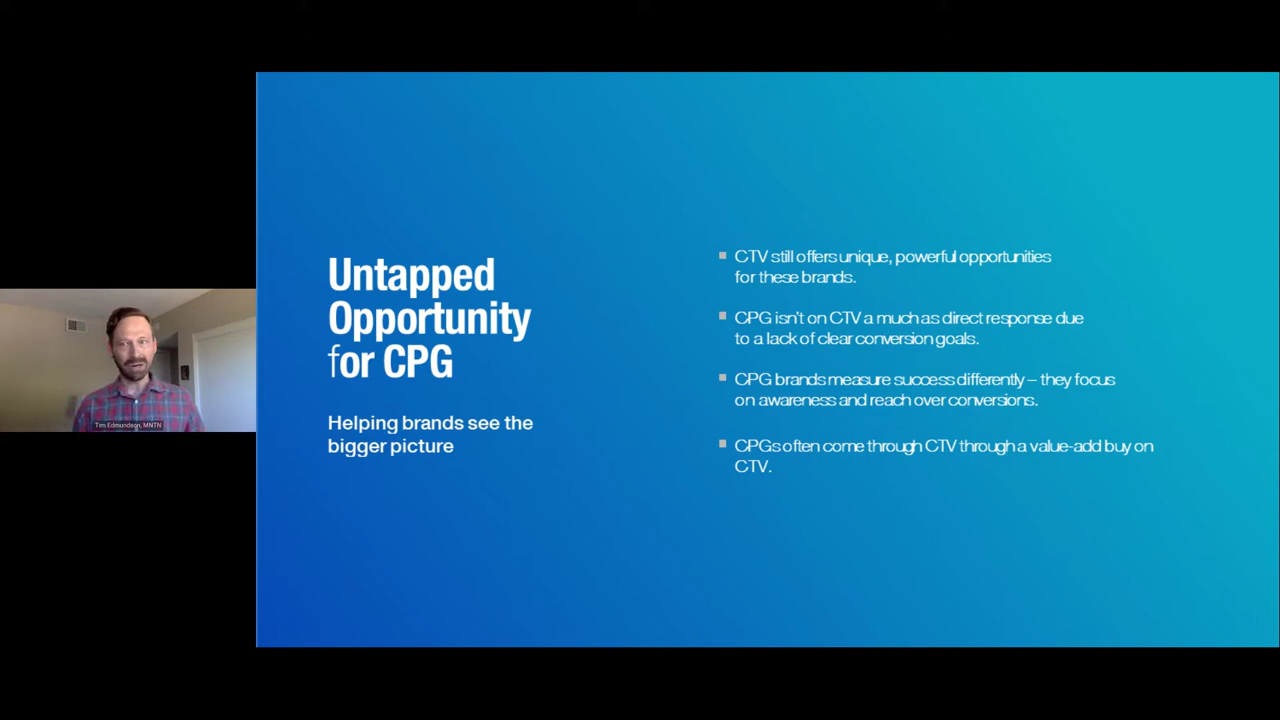 Untapped
Opportunity
for CPG
Helping brands see the
bigger picture
CTV still offers unique, powerful opportunities
for these brands.
CPG isn't on CTV a much as direct response due
to a lack of clear conversion goals.
CPG brands measure success differently – they focus
on awareness and reach over conversions.
CPGs often come through CTV through a value-add buy on
CTV.
Tim Edmundson, MNTN